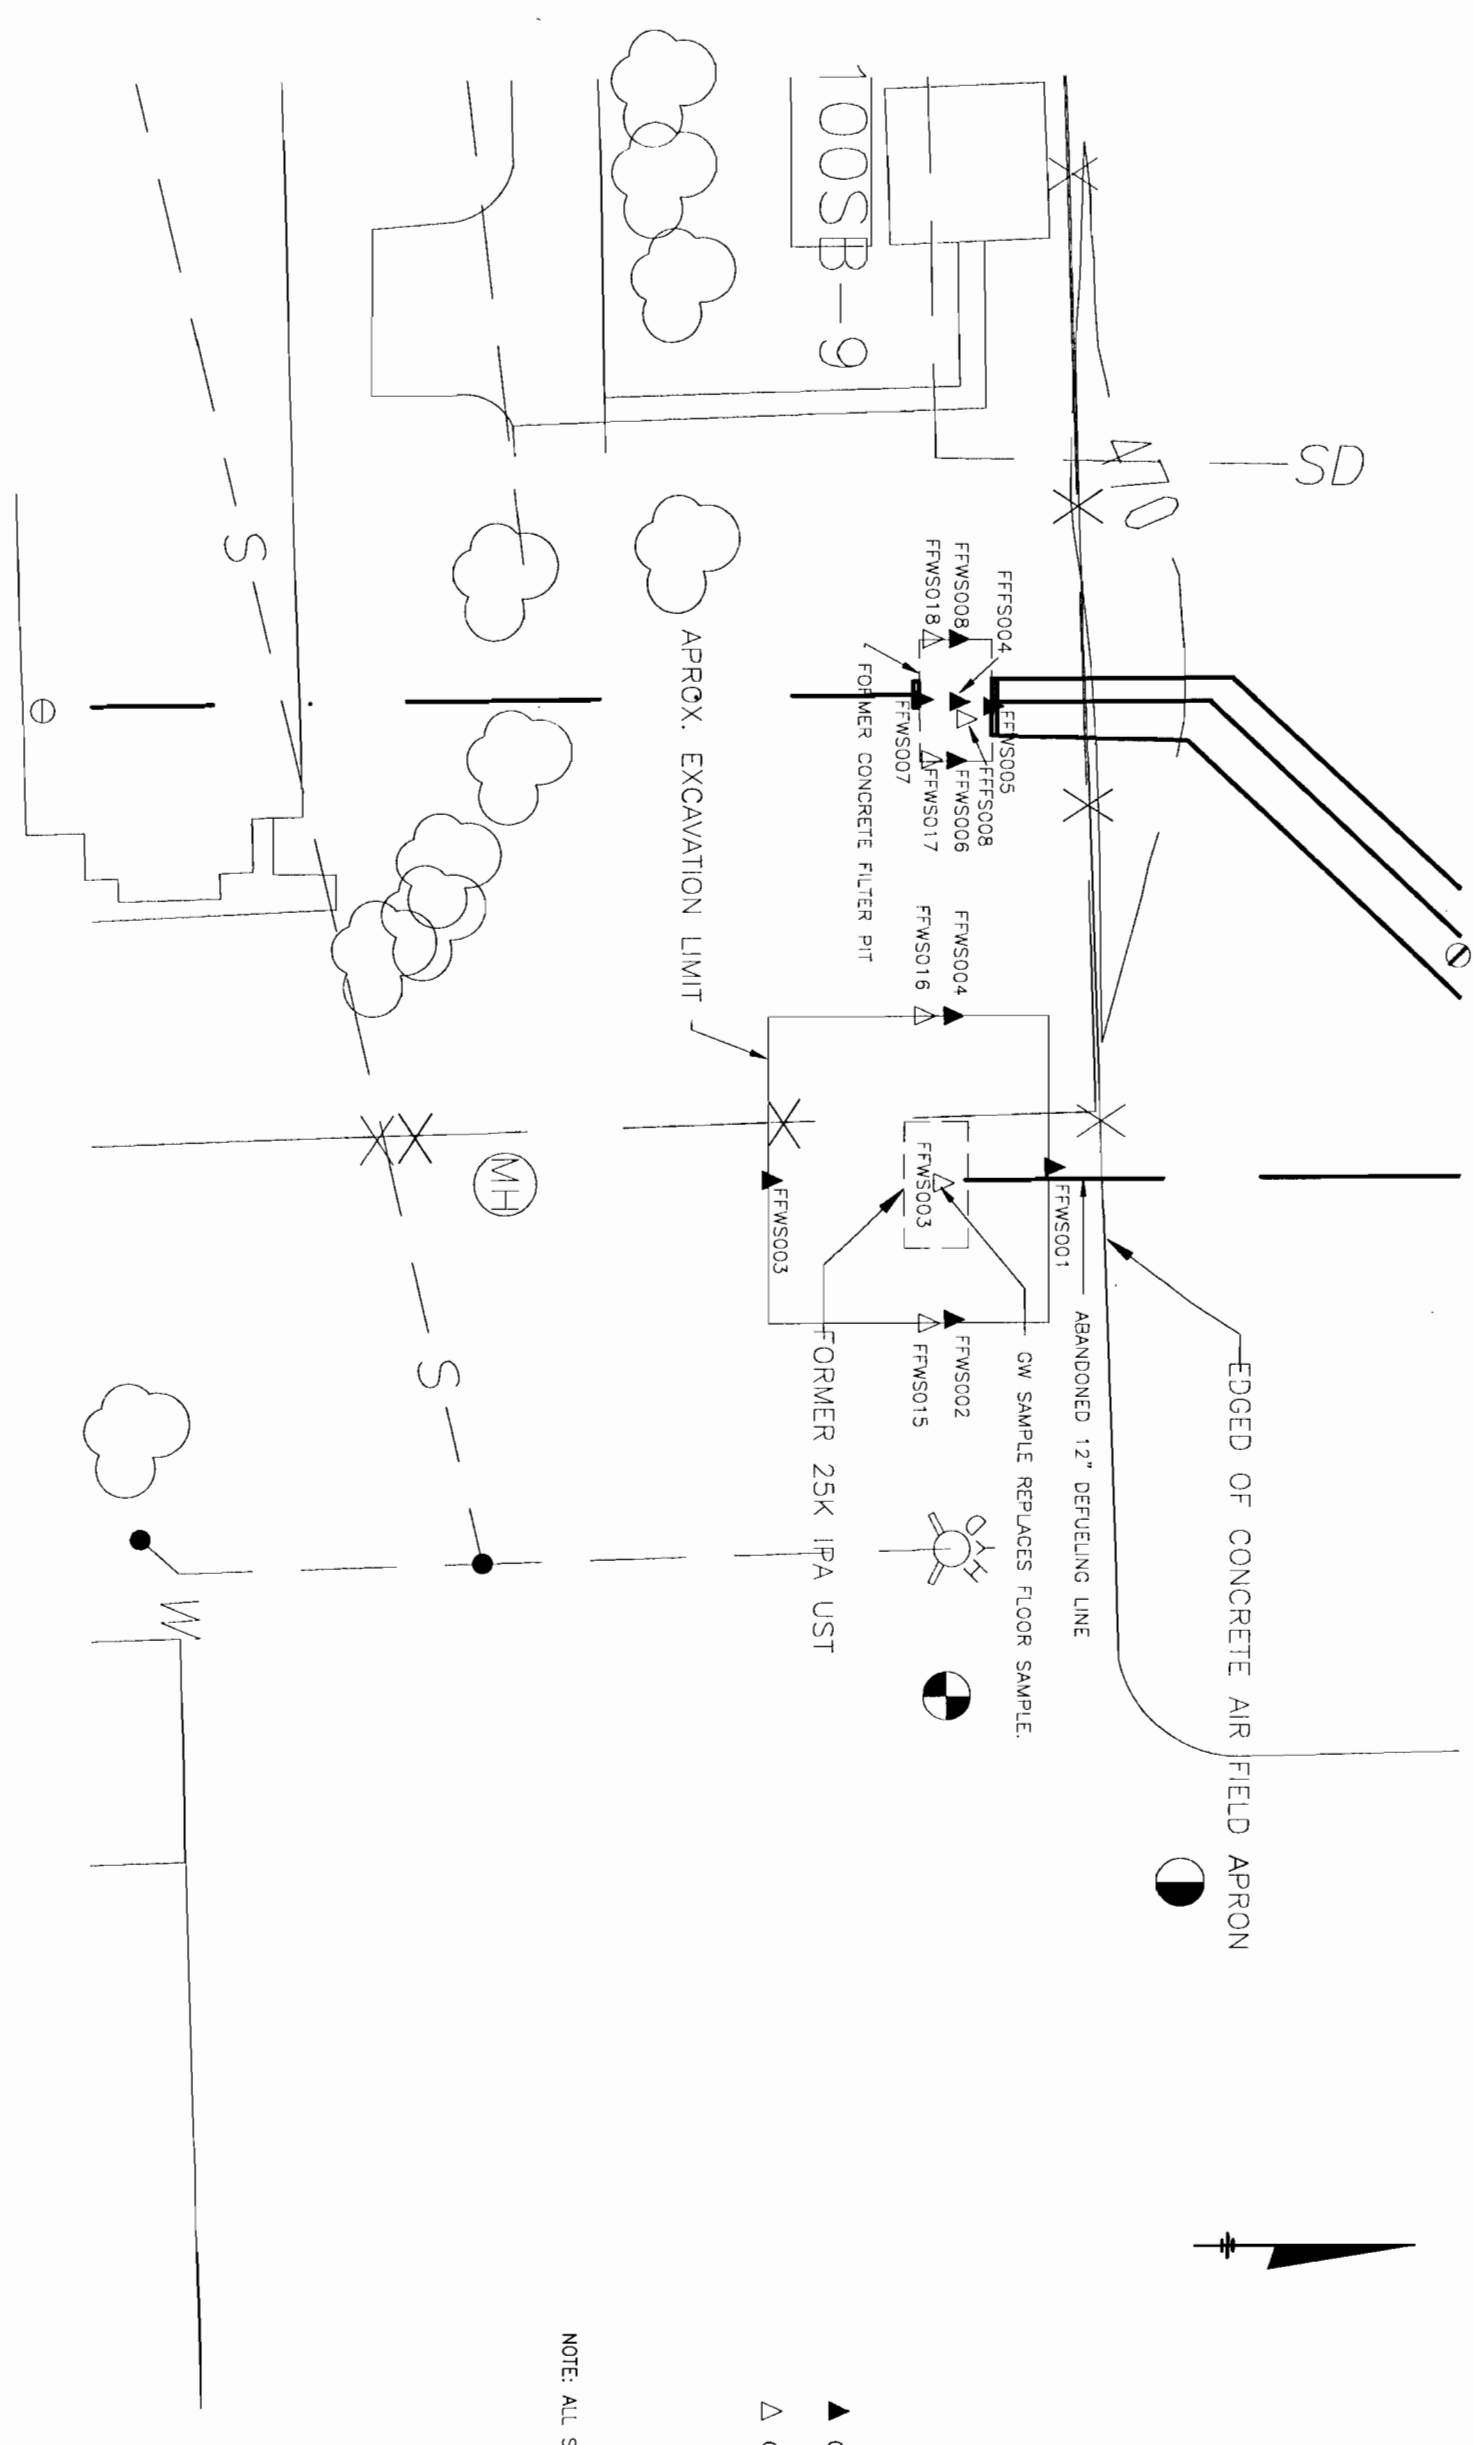 EDGED OF CONCRETE AIR FIELD APRON
SD
470
ABANDONED 12" DEFUELING LINE
FFWS001
GW SAMPLE REPLACES FLOOR SAMPLE.
FFFS004
FFWS005
FFFS008
FFWS008
FFWS006
FFWS004
FFWS002
HYD
FFWS018
FFWS017
FFWS016
FFWS003
FFWS015
FFWS007
FORMER CONCRETE FILTER PIT
100SB-9
FORMER 25K IPA UST
FFWS003
APROX. EXCAVATION LIMIT
MH
S
S
W
NOTE: ALL